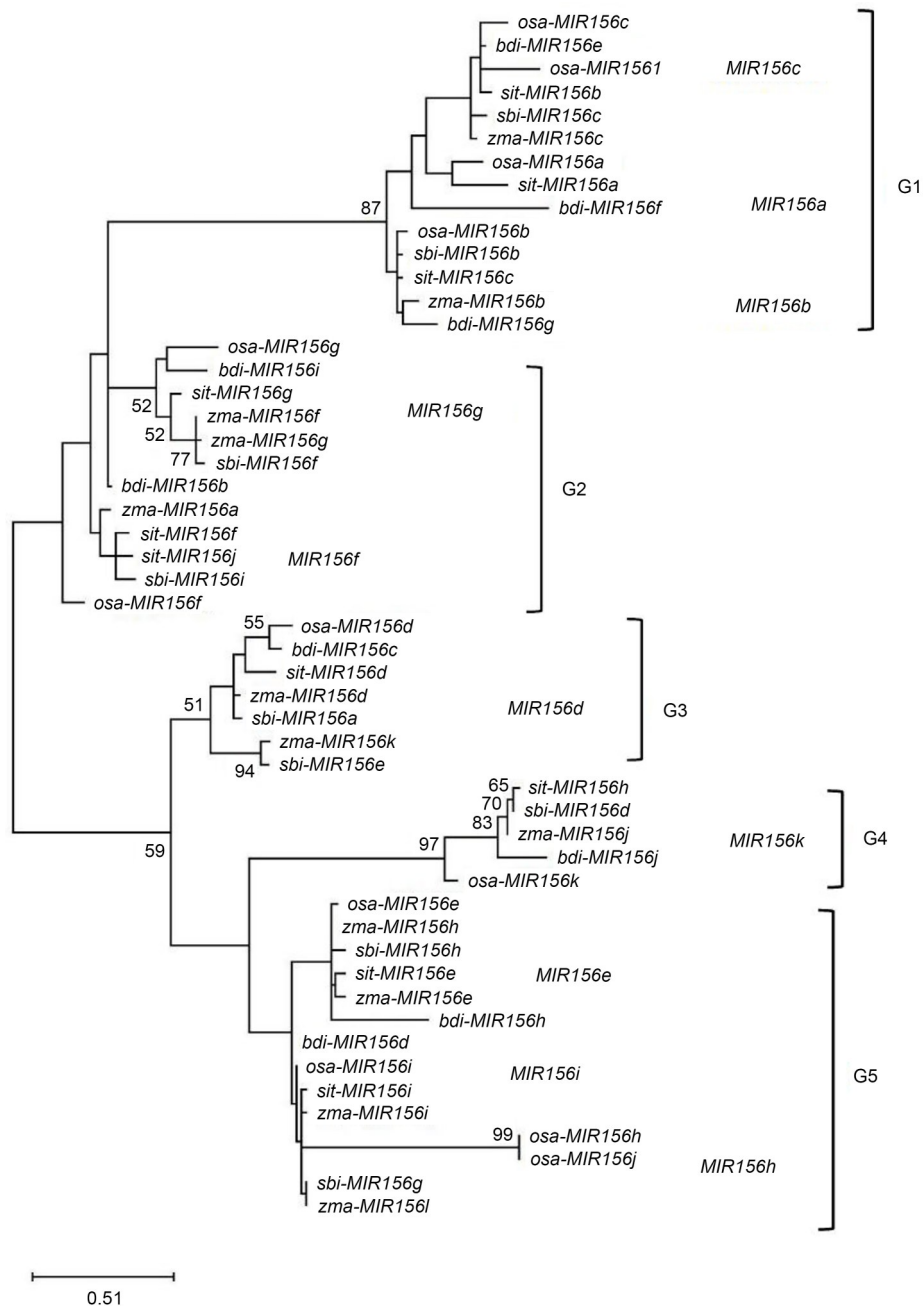 osa-MIR156c
bdi-MIR156e
osa-MIR1561 MIR156c
sit-MIR156b
sbi-MIR156c
zma-MIR156c
osa-MIR156a
sit-MIR156a
G1
bdi-MIR156f MIR156a
87
osa-MIR156b
sbi-MIR156b
sit-MIR156c
zma-MIR156b MIR156b
bdi-MIR156g
osa-MIR156g
bdi-MIR156i
sit-MIR156g
52
zma-MIR156f MIR156g
52
zma-MIR156g
77 sbi-MIR156f
bdi-MIR156b
G2
zma-MIR156a
sit-MIR156f
sit-MIR156j MIR156f
sbi-MIR156i
osa-MIR156f
55 osa-MIR156d
bdi-MIR156c
sit-MIR156d
zma-MIR156d
51 MIR156d G3
sbi-MIR156a
zma-MIR156k
94 sbi-MIR156e
65 sit-MIR156h
70 sbi-MIR156d
83 zma-MIR156j
97 MIR156k G4
bdi-MIR156j
59
osa-MIR156k
osa-MIR156e
zma-MIR156h
sbi-MIR156h
sit-MIR156e MIR156e
zma-MIR156e
bdi-MIR156h
bdi-MIR156d
osa-MIR156i MIR156i G5
sit-MIR156i
zma-MIR156i
99 osa-MIR156h
osa-MIR156j MIR156h
sbi-MIR156g
zma-MIR156l
0.51